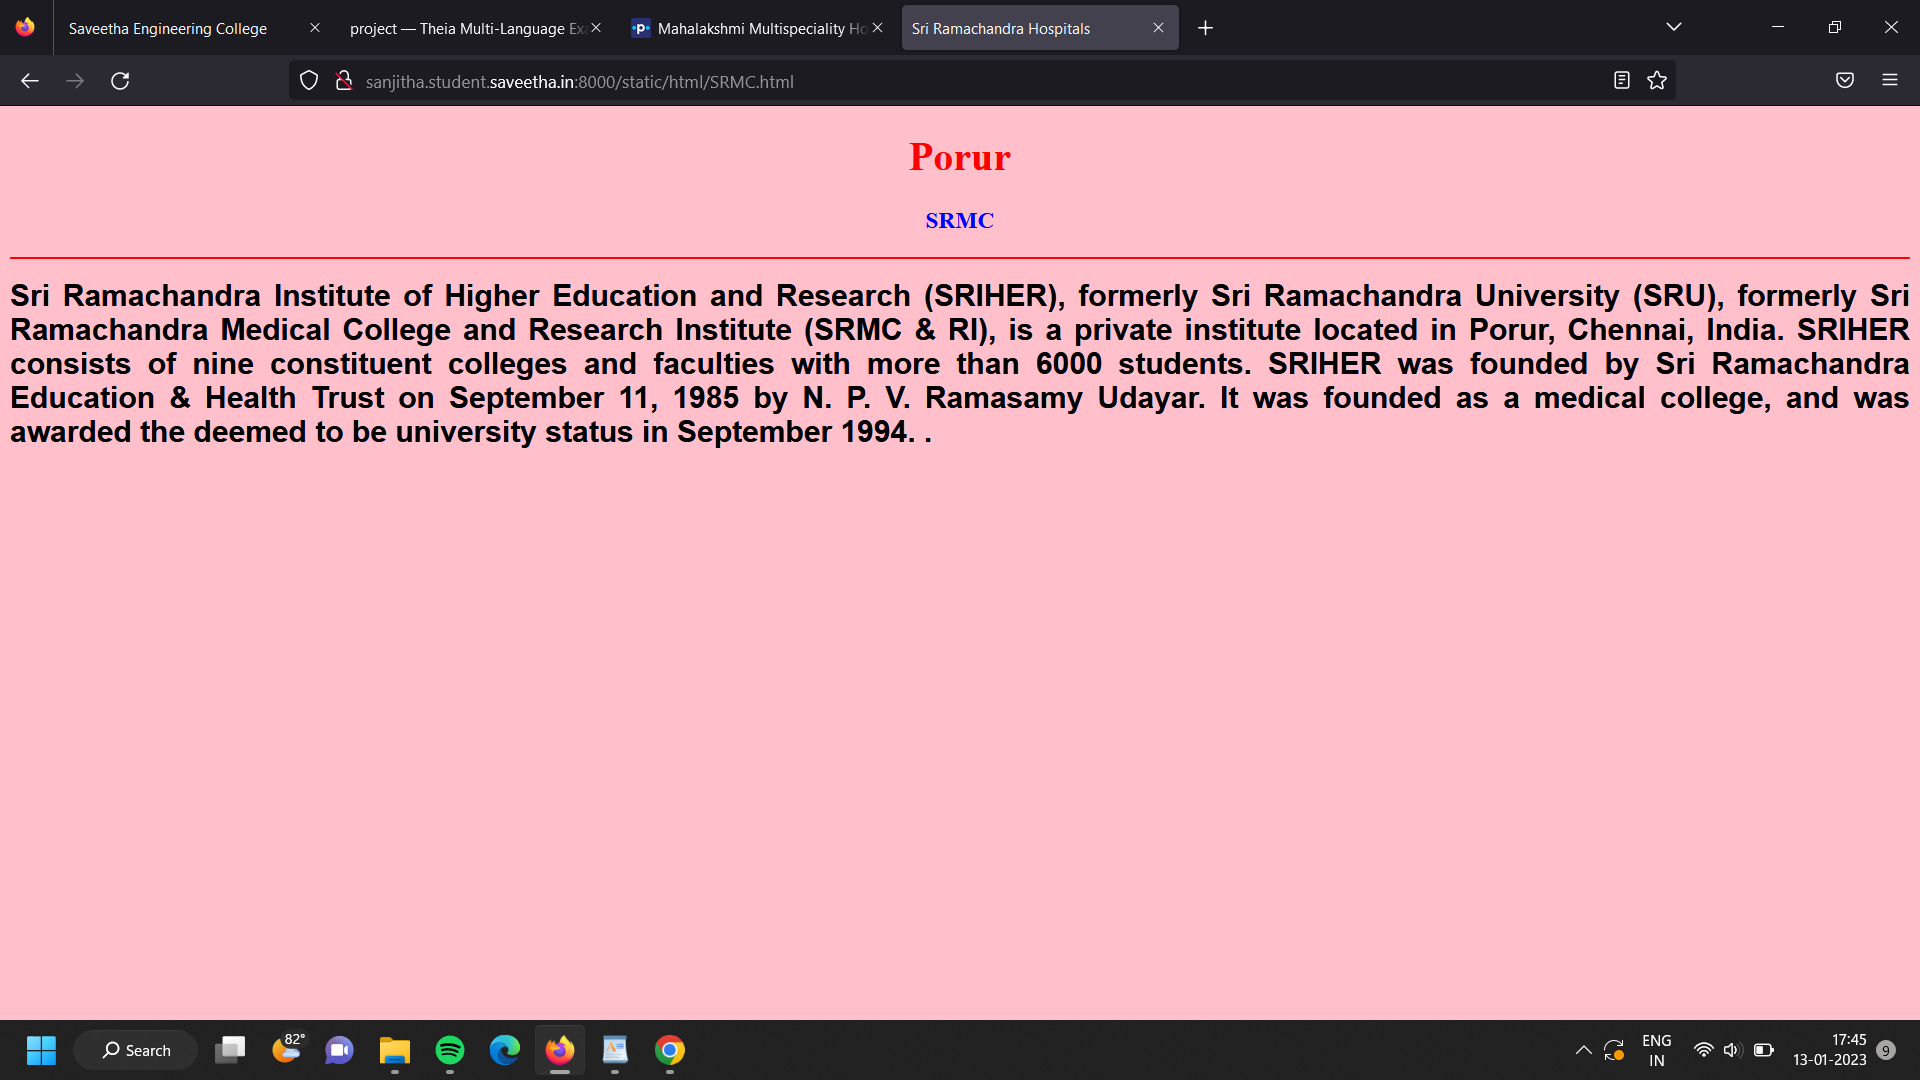 Saveetha Engineering College
project — Theia Multi-Language Ex
Mahalakshmi Multispeciality Ho
Sri Ramachandra Hospitals
sanjitha.student.saveetha.in:8000/static/html/SRMC.html
Porur
SRMC
Sri Ramachandra Institute of Higher Education and Research (SRIHER), formerly Sri Ramachandra University (SRU), formerly Sri
Ramachandra Medical College and Research Institute (SRMC & RI), is a private institute located in Porur, Chennai, India. SRIHER
consists of nine constituent colleges and faculties with more than 6000 students. SRIHER was founded by Sri Ramachandra
Education & Health Trust on September 11, 1985 by N. P. V. Ramasamy Udayar. It was founded as a medical college, and was
awarded the deemed to be university status in September 1994. .
Search
82°
ENG
IN
17:45
13-01-2023
9